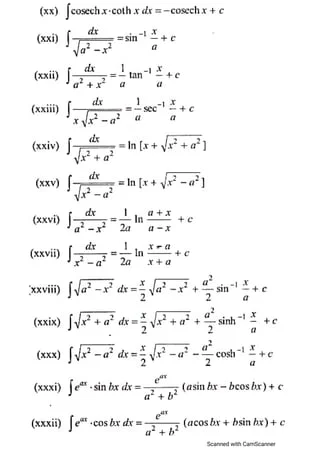 (xx) ∫cosech x·coth x dx = –cosech x + c
(xxi) ∫ dx / √(a² – x²) = sin⁻¹ x/a + c
(xxii) ∫ dx / (a² + x²) = 1/a tan⁻¹ x/a + c
(xxiii) ∫ dx / (x √(x² – a²)) = 1/a sec⁻¹ x/a + c
(xxiv) ∫ dx / √(x² + a²) = ln [x + √(x² + a²)]
(xxv) ∫ dx / √(x² – a²) = ln [x + √(x² – a²)]
(xxvi) ∫ dx / (a² – x²) = 1/2a ln (a + x)/(a – x) + c
(xxvii) ∫ dx / (x² – a²) = 1/2a ln (x – a)/(x + a) + c
(xxviii) ∫√(a² – x²) dx = x/2 √(a² – x²) + a²/2 sin⁻¹ x/a + c
(xxix) ∫√(x² + a²) dx = x/2 √(x² + a²) + a²/2 sinh⁻¹ x/a + c
(xxx) ∫√(x² – a²) dx = x/2 √(x² – a²) – a²/2 cosh⁻¹ x/a + c
(xxxi) ∫eᵃˣ · sin bx dx = eᵃˣ/(a² + b²) (a sin bx – b cos bx) + c
(xxxii) ∫eᵃˣ · cos bx dx = eᵃˣ/(a² + b²) (a cos bx + b sin bx) + c
Scanned with CamScanner